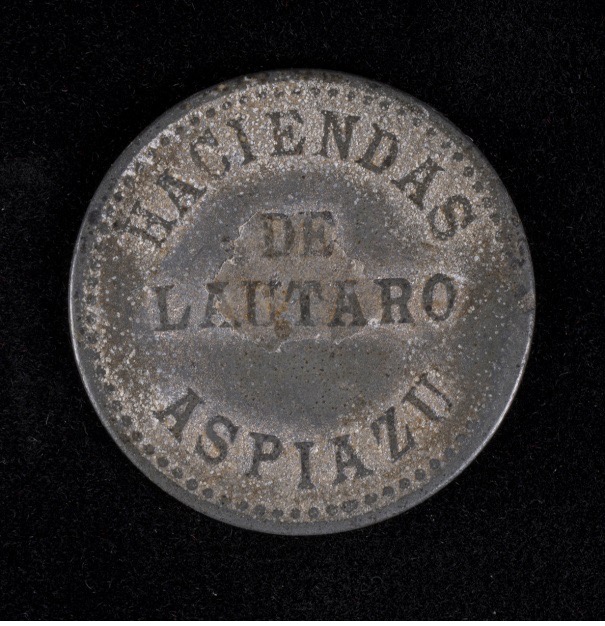 HACIENDAS
DE
LAUTARO
ASPIAZU